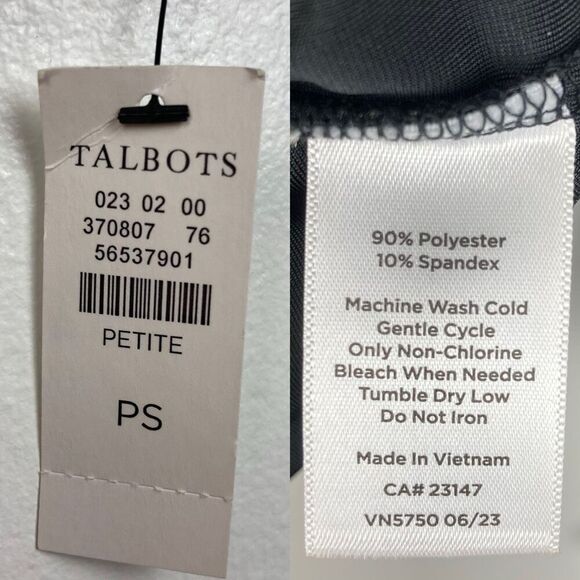 TALBOTS
023 02 00
370807 76
56537901
PETITE
PS
90% Polyester
10% Spandex
Machine Wash Cold
Gentle Cycle
Only Non-Chlorine
Bleach When Needed
Tumble Dry Low
Do Not Iron
Made In Vietnam
CA# 23147
VN5750 06/23